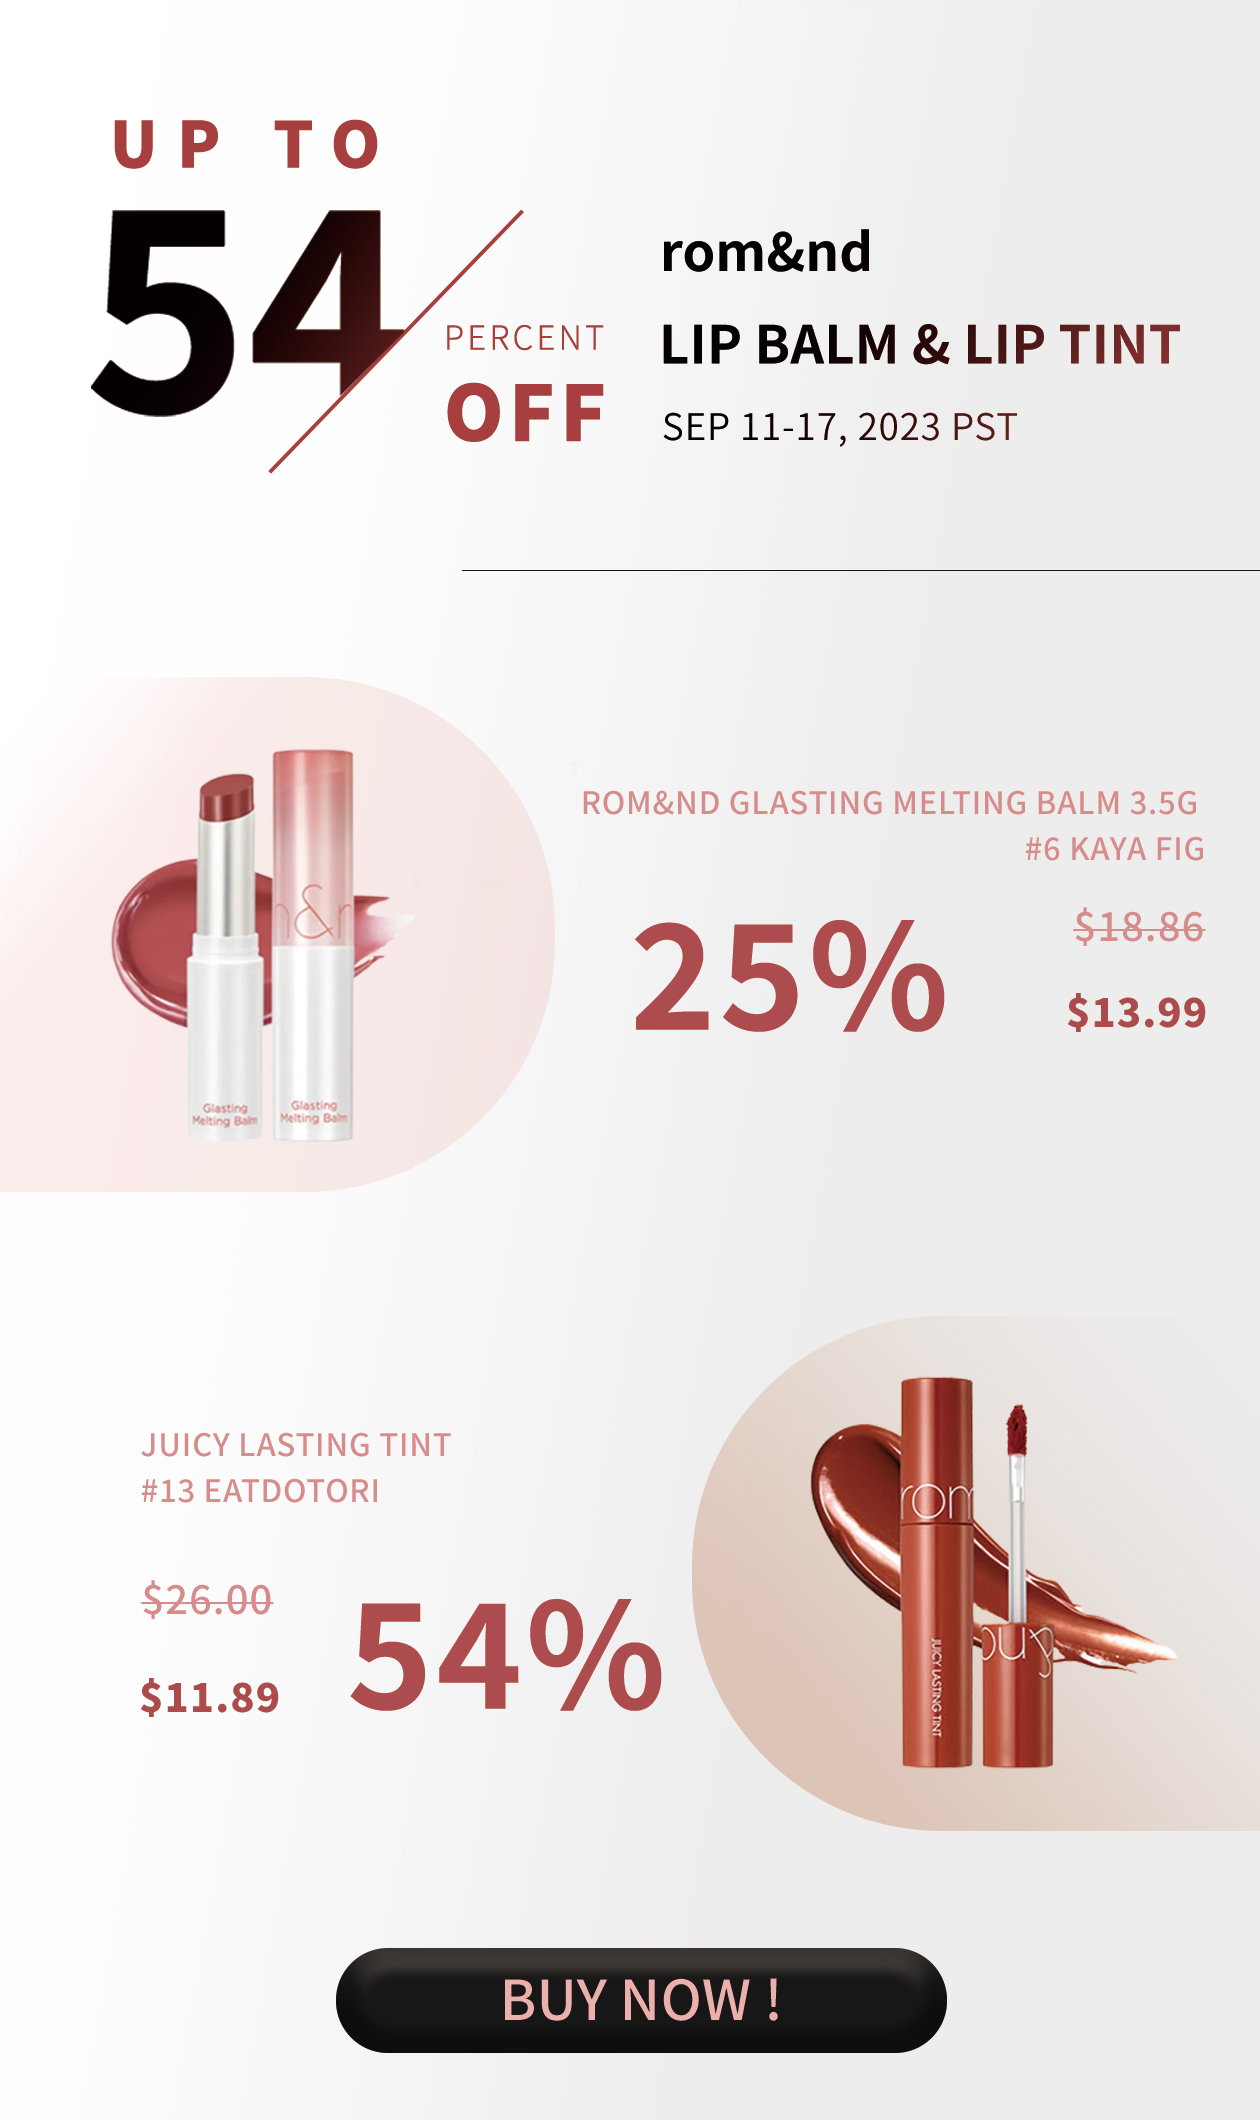 UP TO
54
PERCENT
OFF
rom&nd
LIP BALM & LIP TINT
SEP 11-17, 2023 PST
ROM&ND GLASTING MELTING BALM 3.5G
#6 KAYA FIG
25%
$18.86
$13.99
n&r
Glasting
Melting Balm
Glasting
Melting Balm
JUICY LASTING TINT
#13 EATDOTORI
$26.00
$11.89
54%
rom
JUICY LASTING TINT
BUY NOW !